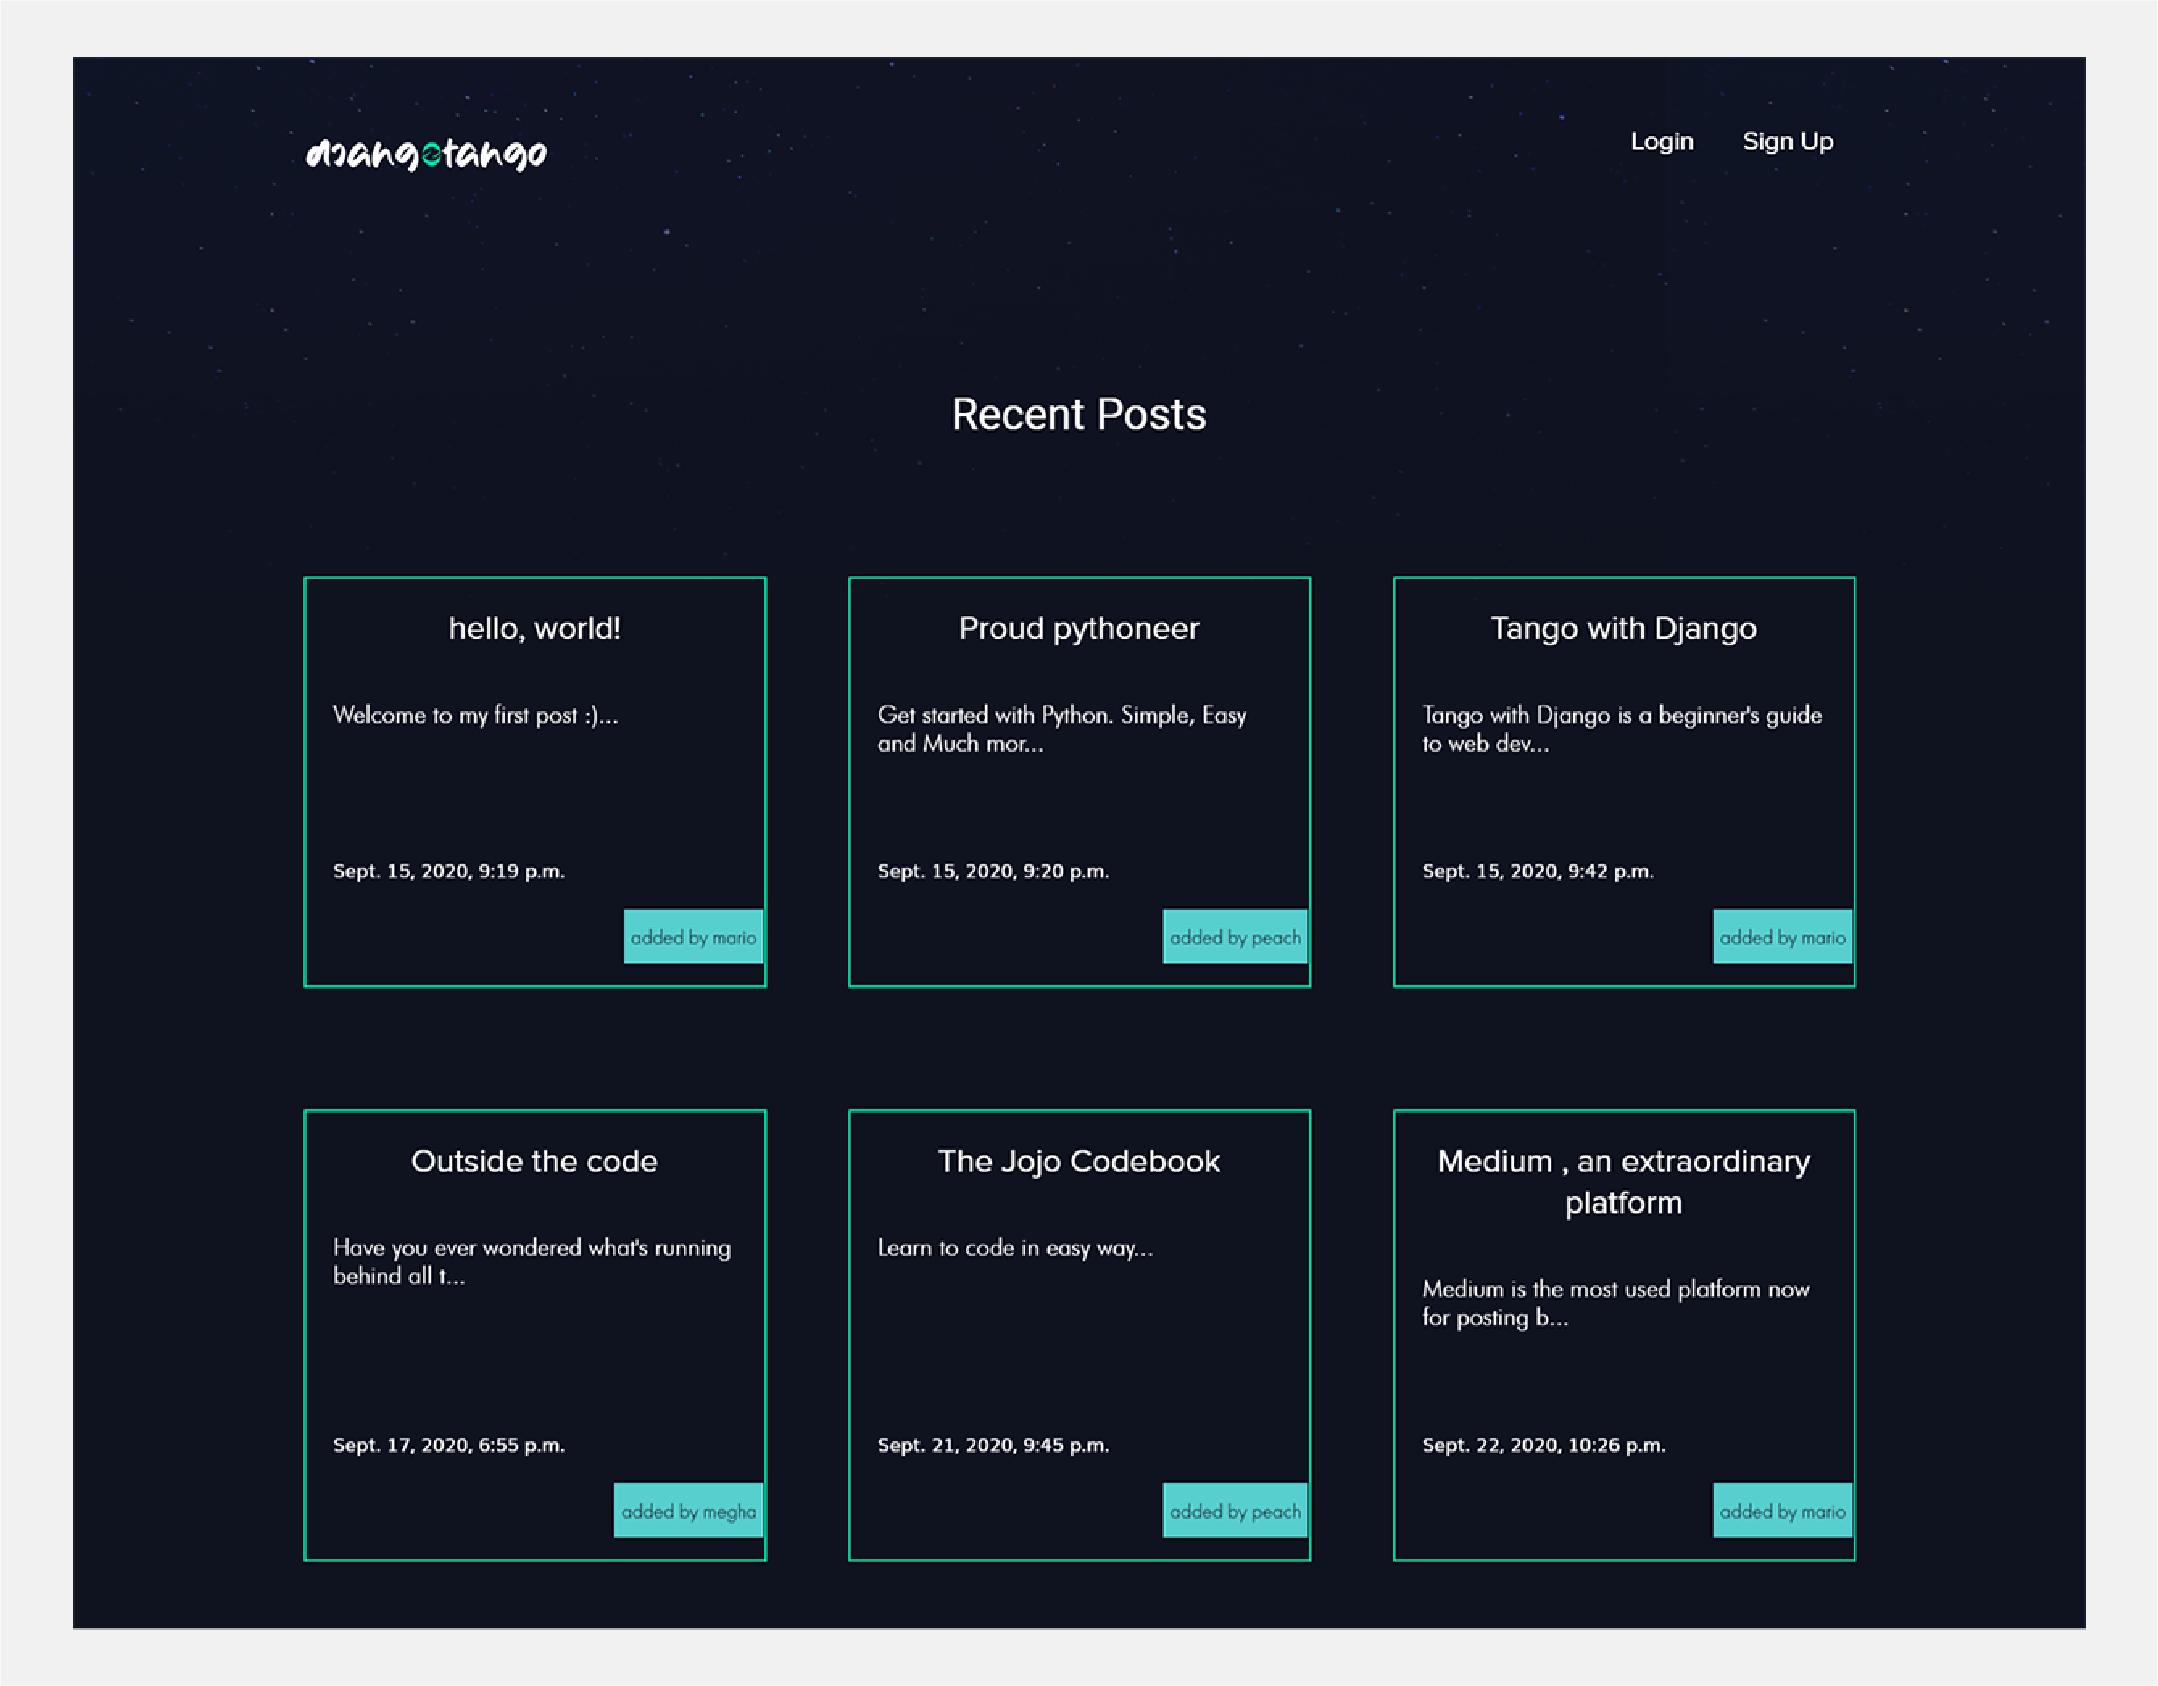 djangotango
Login Sign Up
Recent Posts
hello, world!
Welcome to my first post :)...
Sept. 15, 2020, 9:19 p.m.
added by mario
Proud pythoneer
Get started with Python. Simple, Easy
and Much mor...
Sept. 15, 2020, 9:20 p.m.
added by peach
Tango with Django
Tango with Django is a beginner's guide
to web dev...
Sept. 15, 2020, 9:42 p.m.
added by mario
Outside the code
Have you ever wondered what's running
behind all t...
Sept. 17, 2020, 6:55 p.m.
added by megha
The Jojo Codebook
Learn to code in easy way...
Sept. 21, 2020, 9:45 p.m.
added by peach
Medium , an extraordinary
platform
Medium is the most used platform now
for posting b...
Sept. 22, 2020, 10:26 p.m.
added by mario